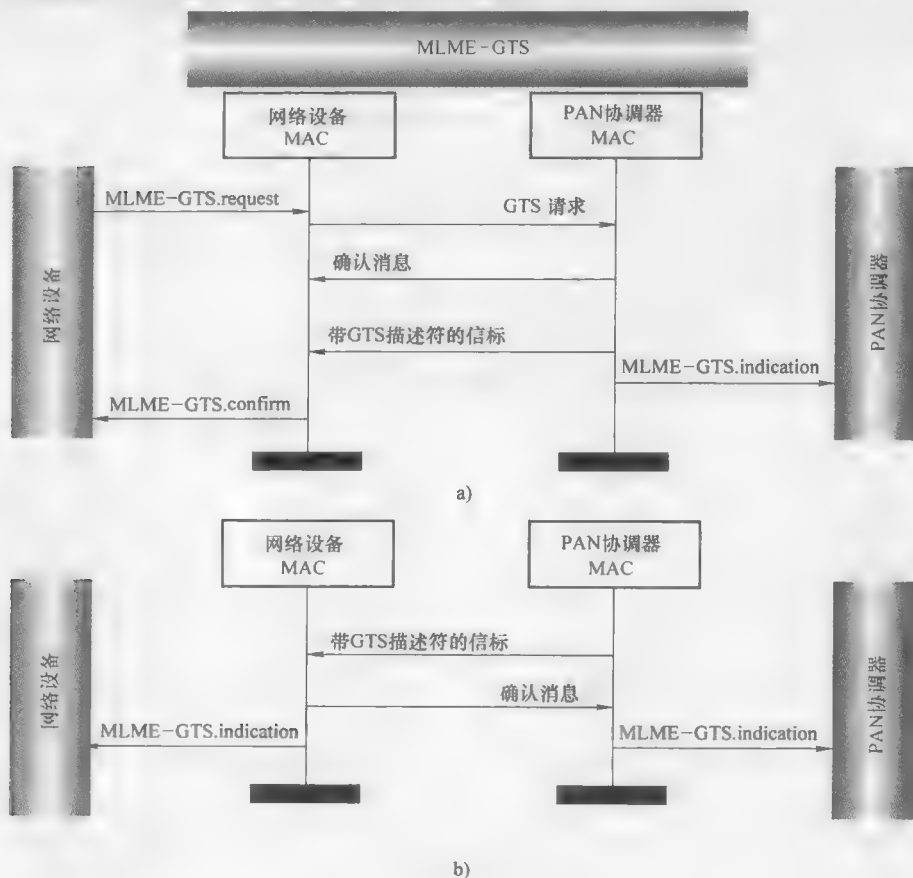 MLME-GTS
网络设备
MAC
PAN协调器
MAC
MLME-GTS.request
GTS 请求
确认消息
网络设备
PAN协调器
带GTS描述符的信标
MLME-GTS.indication
MLME-GTS.confirm
a)
网络设备
MAC
PAN协调器
MAC
带GTS描述符的信标
网络设备
PAN协调器
确认消息
MLME-GTS.indication
MLME-GTS.indication
b)